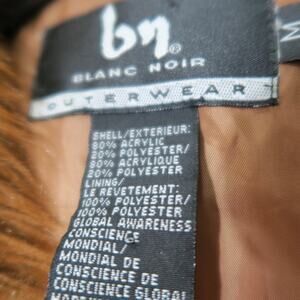 bn®
BLANC NOIR
OUTERWEAR
M
SHELL/EXTERIEUR:
80% ACRYLIC
20% POLYESTER/
80% ACRYLIQUE
20% POLYESTER
LINING/
LE REVETEMENT:
100% POLYESTER/
100% POLYESTER
GLOBAL AWARENESS
CONSCIENCE
MONDIAL/
MONDIAL DE
CONSCIENCE DE
CONSCIENCE GLOBAL